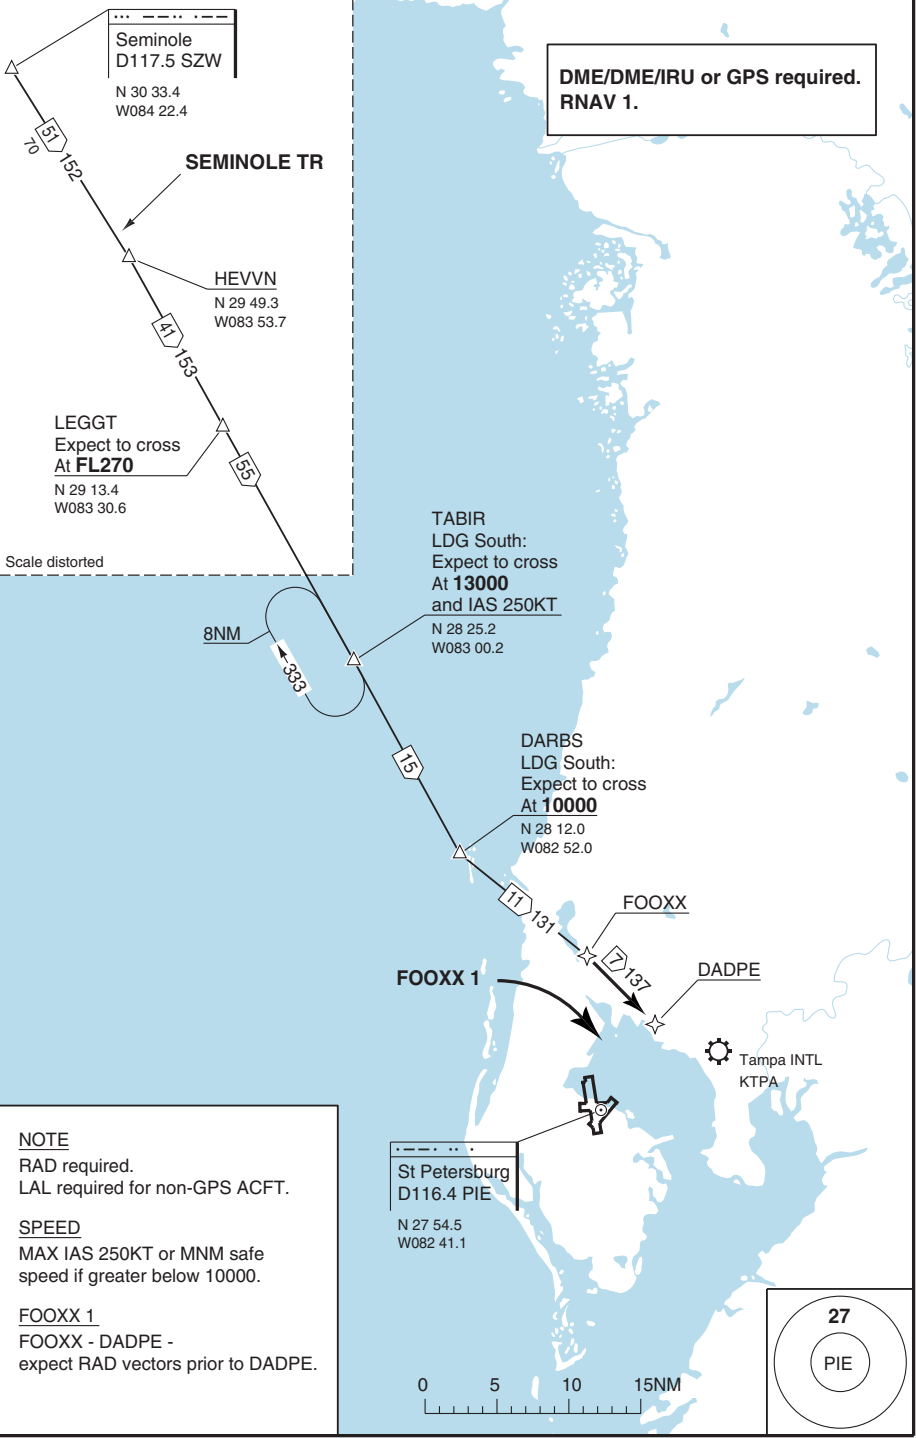 Seminole
D117.5 SZW
N 30 33.4
W084 22.4
DME/DME/IRU or GPS required.
RNAV 1.
51
70
152
SEMINOLE TR
HEVVN
N 29 49.3
W083 53.7
41
153
LEGGT
Expect to cross
At FL270
N 29 13.4
W083 30.6
55
Scale distorted
TABIR
LDG South:
Expect to cross
At 13000
and IAS 250KT
N 28 25.2
W083 00.2
8NM
333
15
DARBS
LDG South:
Expect to cross
At 10000
N 28 12.0
W082 52.0
11
131
FOOXX
7
137
DADPE
FOOXX 1
Tampa INTL
KTPA
St Petersburg
D116.4 PIE
N 27 54.5
W082 41.1
NOTE
RAD required.
LAL required for non-GPS ACFT.
SPEED
MAX IAS 250KT or MNM safe
speed if greater below 10000.
FOOXX 1
FOOXX - DADPE -
expect RAD vectors prior to DADPE.
0 5 10 15NM
27
PIE